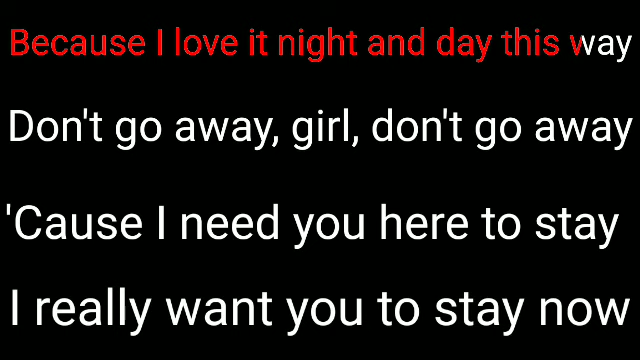 Because I love it night and day this way
Don't go away, girl, don't go away
'Cause I need you here to stay
I really want you to stay now